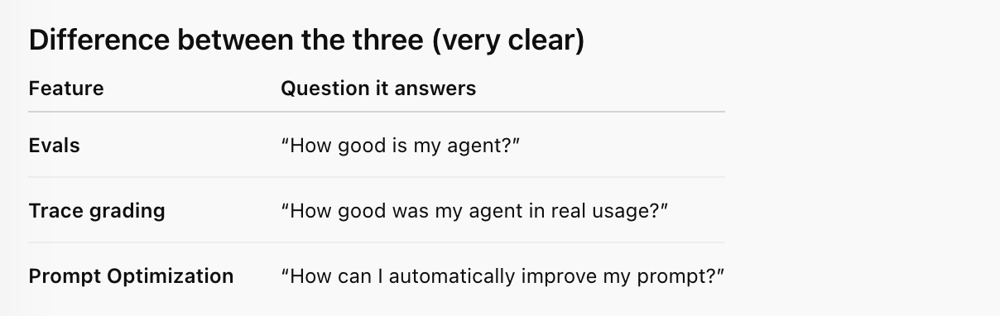 Difference between the three (very clear)
Feature Question it answers
Evals “How good is my agent?”
Trace grading “How good was my agent in real usage?”
Prompt Optimization “How can I automatically improve my prompt?”